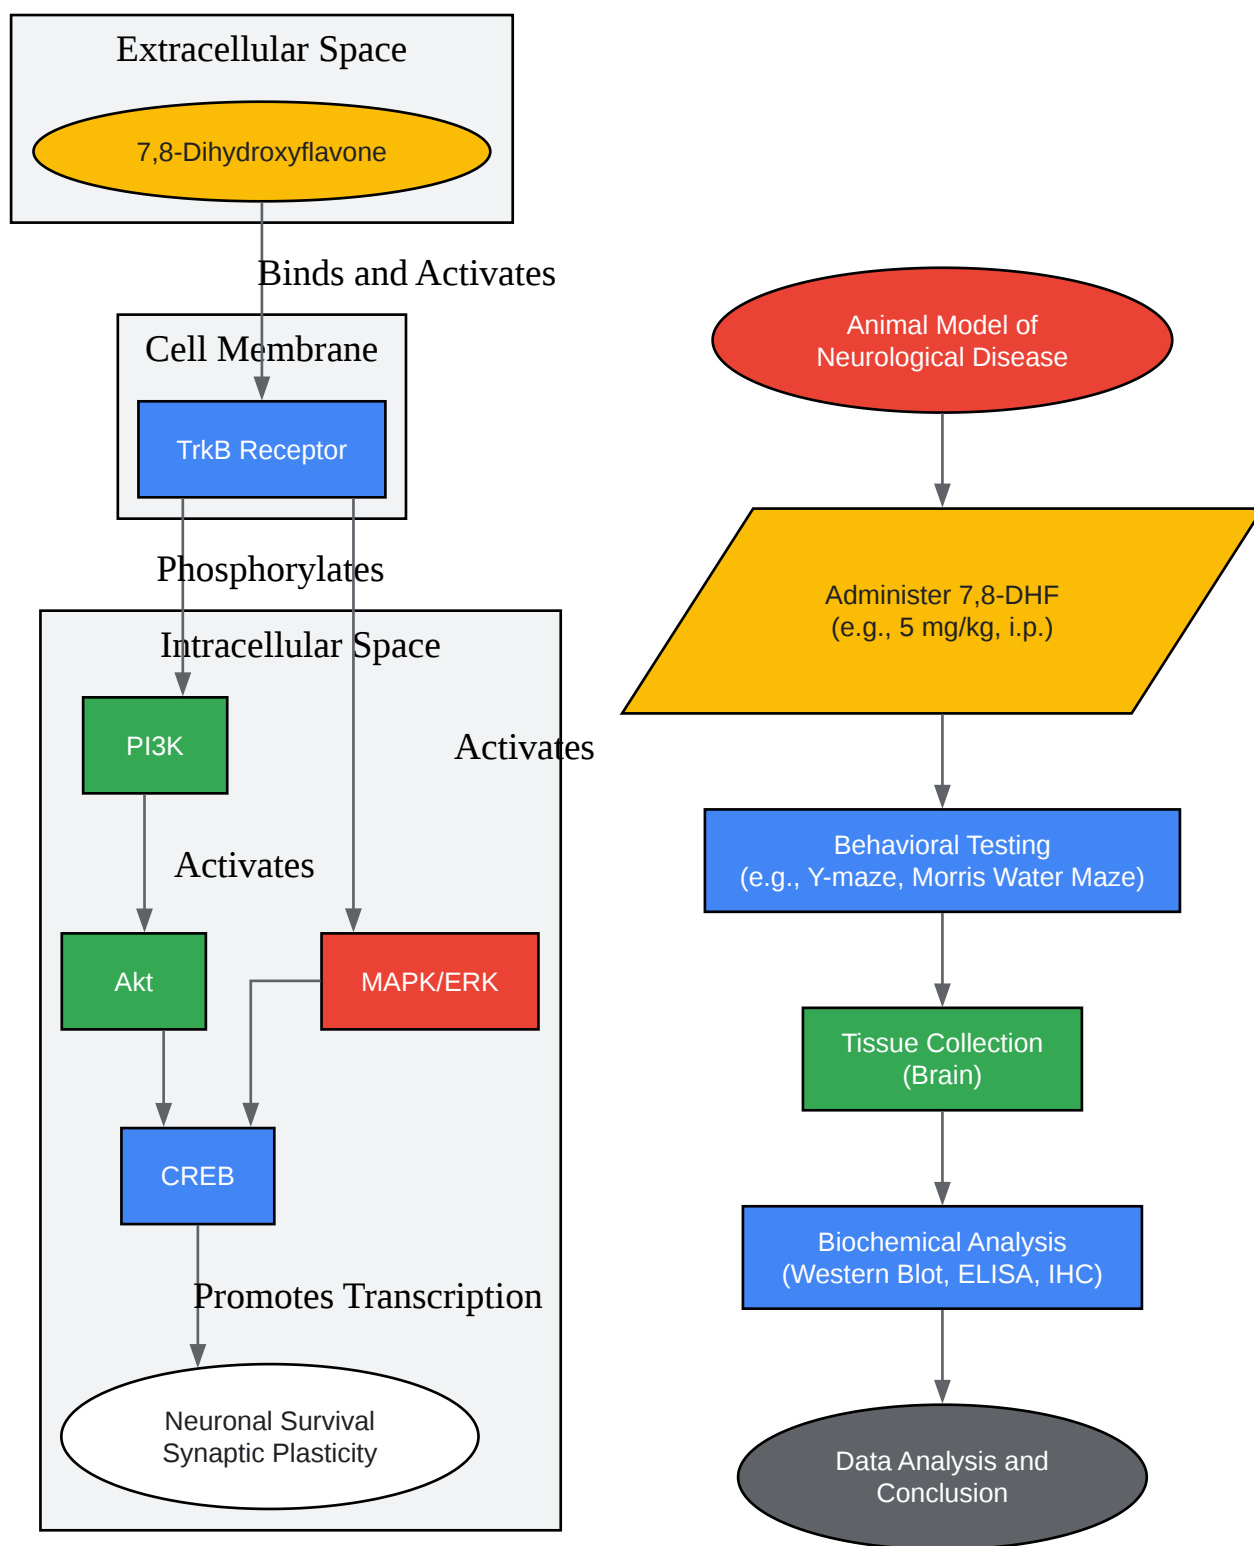 Extracellular Space
7,8-Dihydroxyflavone
Binds and Activates
Cell Membrane
TrkB Receptor
Phosphorylates
Intracellular Space
PI3K
Activates
Activates
Akt
MAPK/ERK
CREB
Promotes Transcription
Neuronal Survival
Synaptic Plasticity
Animal Model of
Neurological Disease
Administer 7,8-DHF
(e.g., 5 mg/kg, i.p.)
Behavioral Testing
(e.g., Y-maze, Morris Water Maze)
Tissue Collection
(Brain)
Biochemical Analysis
(Western Blot, ELISA, IHC)
Data Analysis and
Conclusion